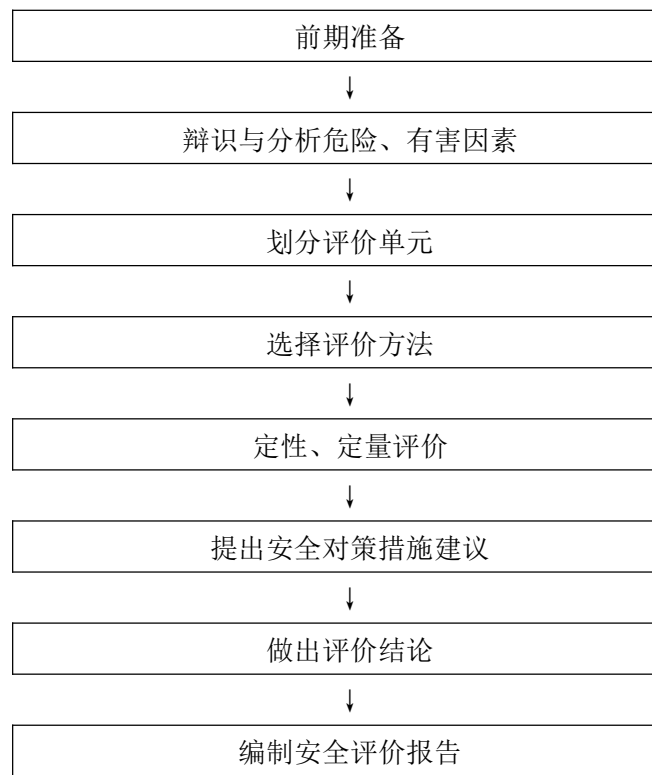 前期准备
↓
辩识与分析危险、有害因素
↓
划分评价单元
↓
选择评价方法
↓
定性、定量评价
↓
提出安全对策措施建议
↓
做出评价结论
↓
编制安全评价报告